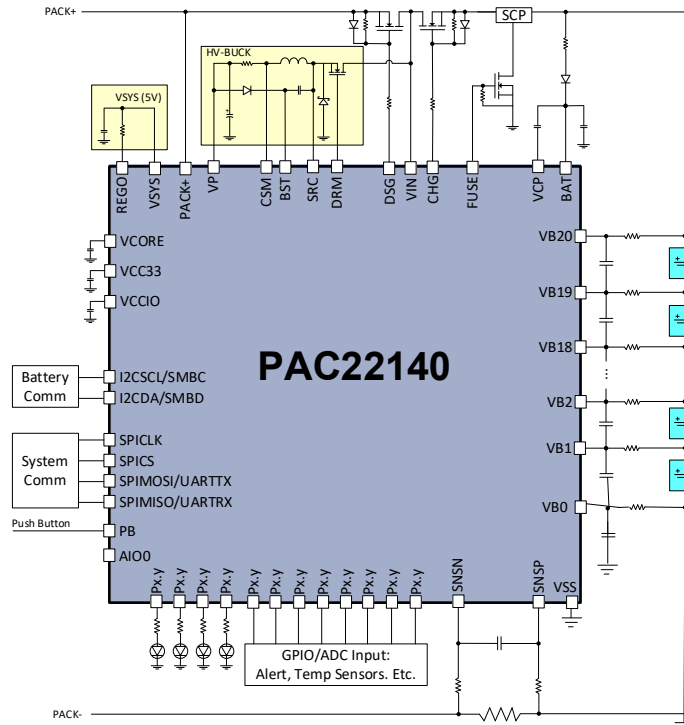 PACK+
SCP
HV-BUCK
VSYS (5V)
REGO
VSYS
PACK+
VP
CSM
BST
SRC
DRM
DSG
VIN
CHG
FUSE
VCP
BAT
VCORE
VCC33
VCCIO
VB20
VB19
VB18
VB2
VB1
VB0
PAC22140
Battery
Comm
I2CSCL/SMBC
I2CDA/SMBD
System
Comm
SPICLK
SPICS
SPIMOSI/UARTTX
SPIMISO/UARTRX
Push Button
PB
AIO0
Px.y
Px.y
Px.y
Px.y
Px.y
Px.y
Px.y
Px.y
Px.y
Px.y
Px.y
Px.y
SNSN
SNSP
VSS
GPIO/ADC Input:
Alert, Temp Sensors. Etc.
PACK-